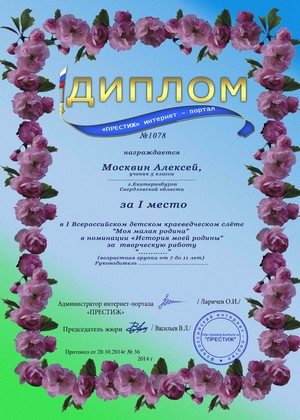 ДИПЛОМ
«ПРЕСТИЖ» интернет - портал
№1078
награждается
Москвин Алексей,
ученик 5 класса
г.Екатеринбурга
Свердловской области
за I место
в I Всероссийском детском краеведческом слёте
"Моя малая родина"
в номинации «История моей родины»
за творческую работу
"............"
(возрастная группа от 7 до 11 лет)
Руководитель ..............................
Администратор интернет-портала
«ПРЕСТИЖ»
/ Ларичев О.И./
Председатель жюри
/ Васильев В.Л./
"ПРЕСТИЖ"
Протокол от 20.10.2014г № 36
2014 г